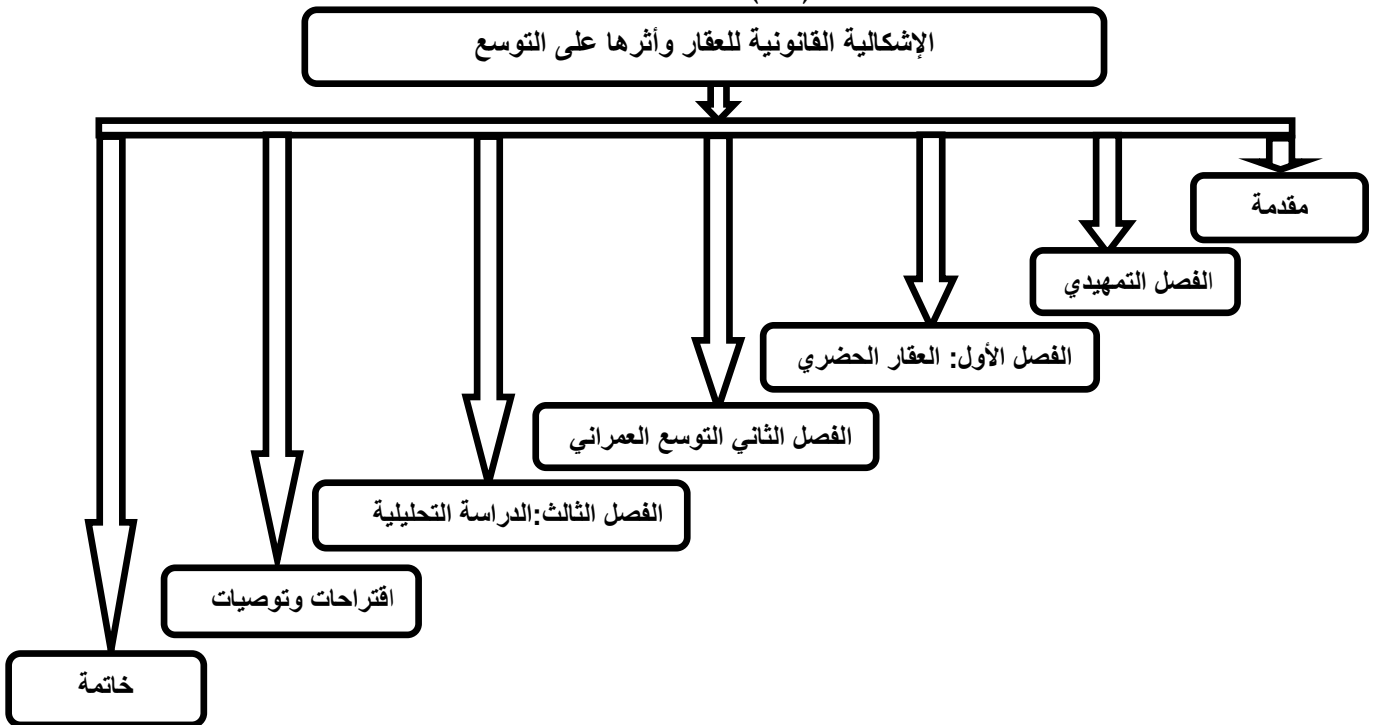 الإشكالية القانونية للعقار وأثرها على التوسع
مقدمة
الفصل التمهيدي
الفصل الأول: العقار الحضري
الفصل الثاني التوسع العمراني
الفصل الثالث:الدراسة التحليلية
اقتراحات وتوصيات
خاتمة